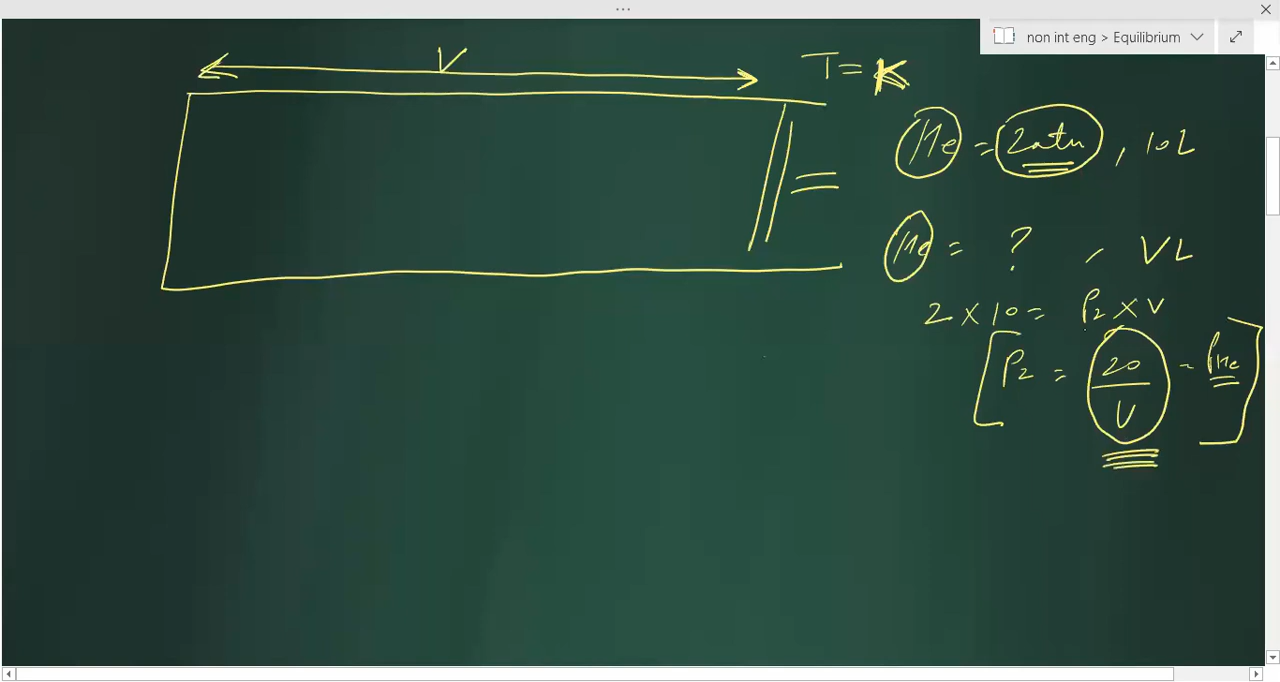 non int eng > Equilibrium
V
T = K
He = 2atm, 10L
He = ? , VL
2 × 10 = P2 × V
[P2 = 20/V = PHe]